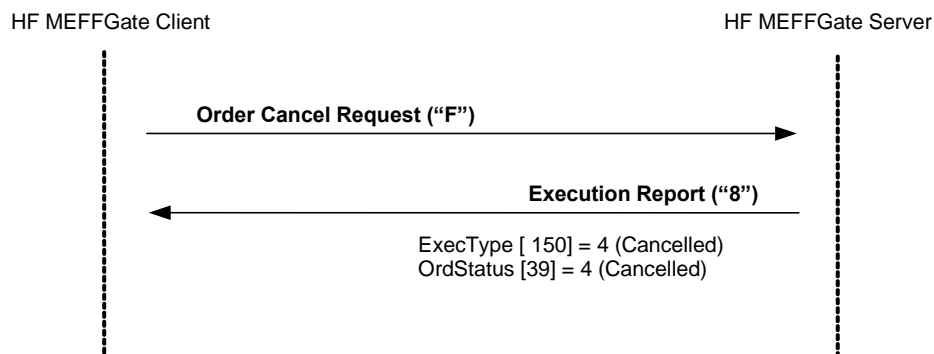 HF MEFFGate Client
HF MEFFGate Server
Order Cancel Request (“F”)
Execution Report (“8”)
ExecType [ 150] = 4 (Cancelled)
OrdStatus [39] = 4 (Cancelled)